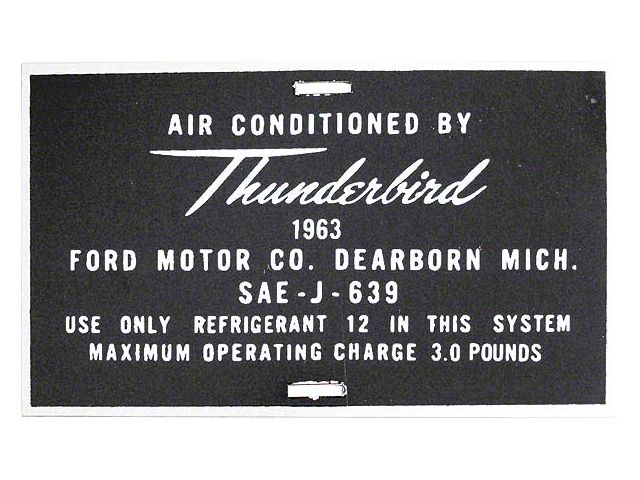 AIR CONDITIONED BY
Thunderbird
1963
FORD MOTOR CO. DEARBORN MICH.
SAE-J-639
USE ONLY REFRIGERANT 12 IN THIS SYSTEM
MAXIMUM OPERATING CHARGE 3.0 POUNDS